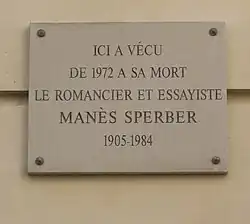 ICI A VÉCU
DE 1972 A SA MORT
LE ROMANCIER ET ESSAYISTE
MANÈS SPERBER
1905-1984